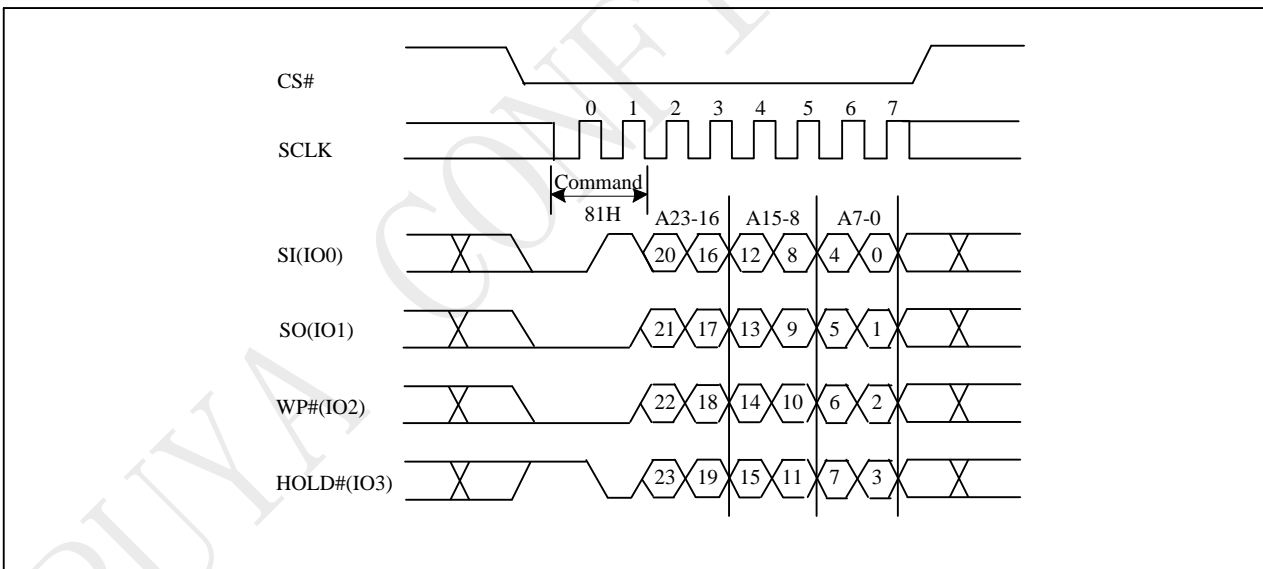 CS#
0 1 2 3 4 5 6 7
SCLK
Command
81H
A23-16 A15-8 A7-0
SI(IO0) 20 16 12 8 4 0
SO(IO1) 21 17 13 9 5 1
WP#(IO2) 22 18 14 10 6 2
HOLD#(IO3) 23 19 15 11 7 3
PUYA